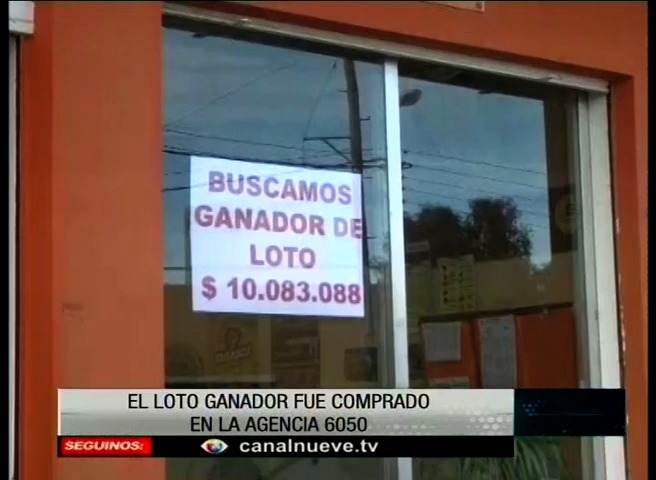 BUSCAMOS
GANADOR DE
LOTO
$ 10.083.088
EL LOTO GANADOR FUE COMPRADO
EN LA AGENCIA 6050
SEGUINOS: canalnueve.tv